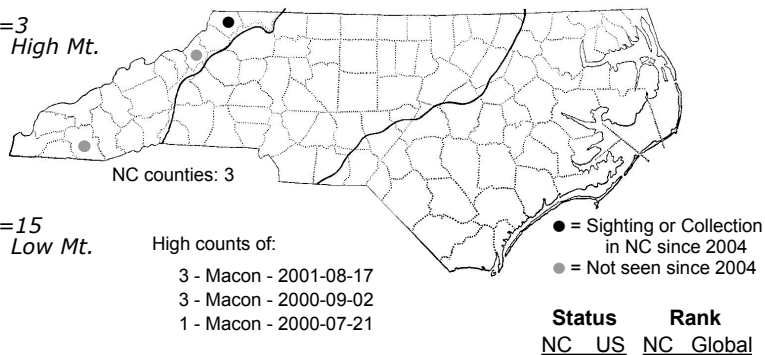 =3
High Mt.
NC counties: 3
=15
Low Mt.
High counts of:
3 - Macon - 2001-08-17
3 - Macon - 2000-09-02
1 - Macon - 2000-07-21
= Sighting or Collection
in NC since 2004
= Not seen since 2004
Status Rank
NC US NC Global